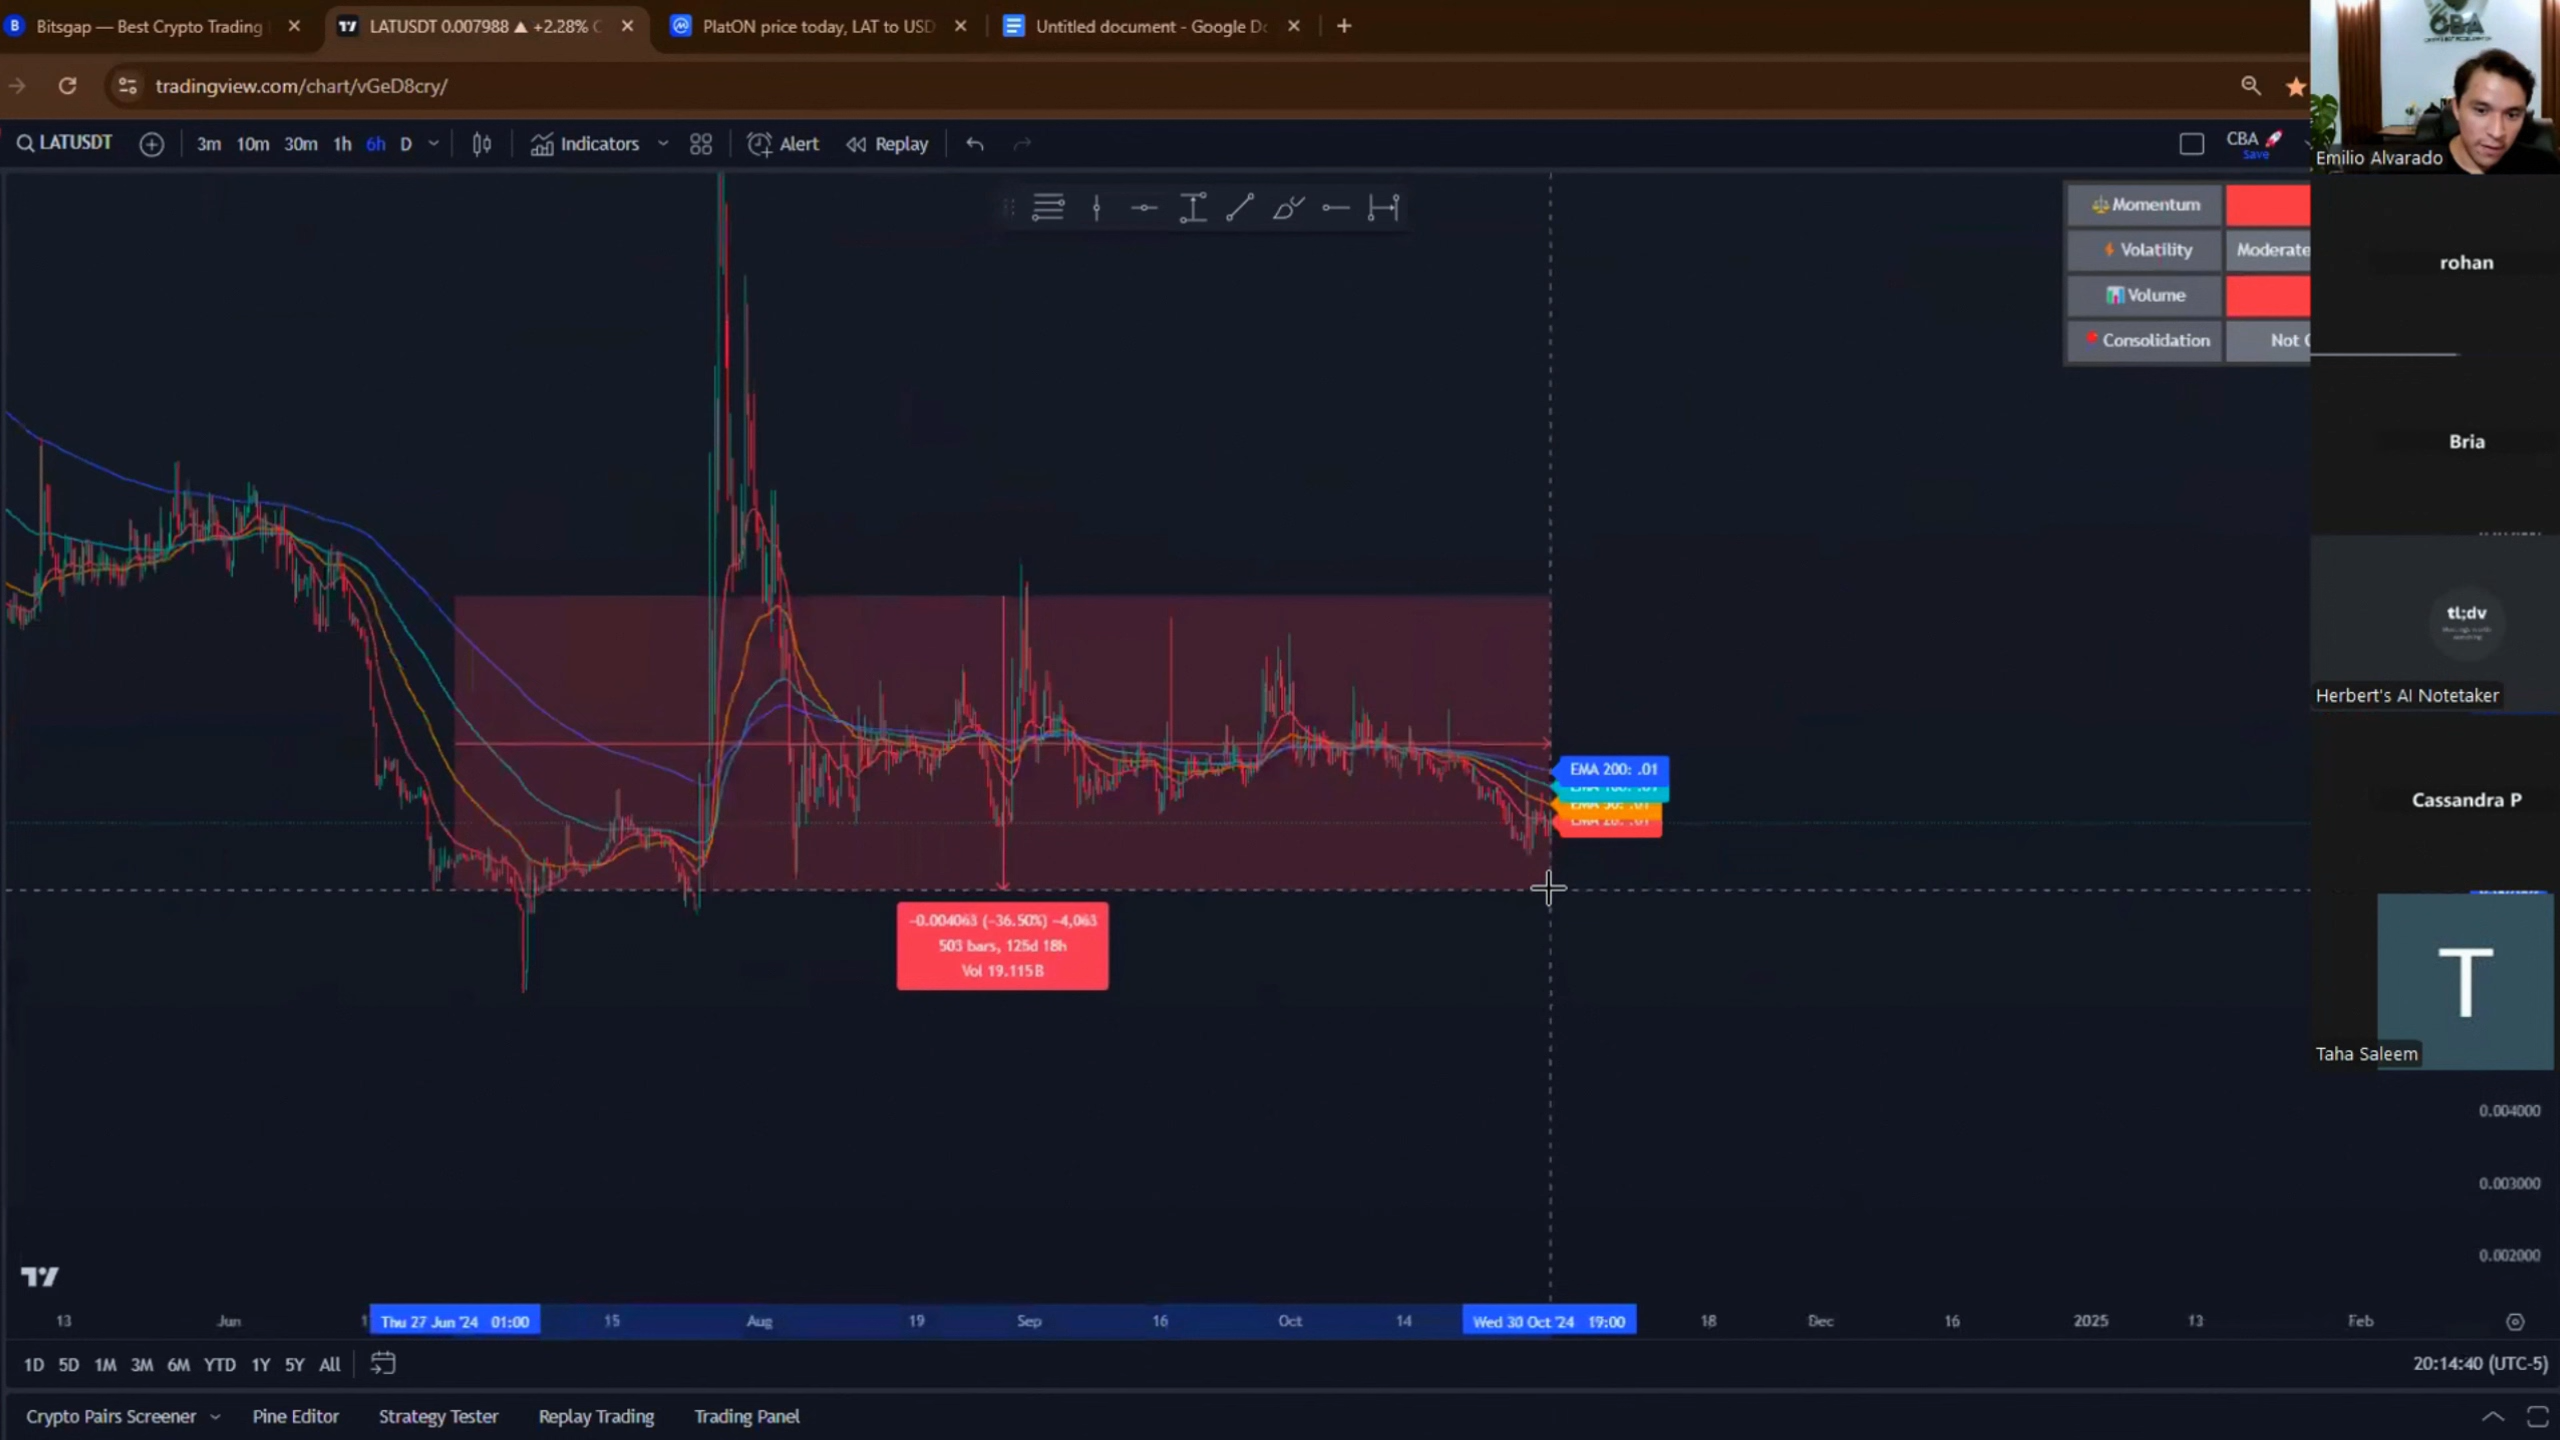 B Bitsgap — Best Crypto Trading
LATUSDT 0.007988 ▲ +2.28% C
PlatON price today, LAT to USD
Untitled document - Google Do
tradingview.com/chart/vGeD8cry/
LATUSDT
3m 10m 30m 1h 6h D
Indicators
Alert
Replay
CBA 🚀
Save
CBA
Emilio Alvarado
Momentum
Volatility Moderate
Volume
Consolidation Not
rohan
Bria
tl;dv
Herbert's AI Notetaker
Cassandra P
T
Taha Saleem
EMA 200: .01
-0.004063 (-36.50%) -4,063
503 bars, 125d 18h
Vol 19.115B
0.004000
0.003000
0.002000
13 Jun Thu 27 Jun '24 01:00 15 Aug 19 Sep 16 Oct 14 Wed 30 Oct '24 19:00 18 Dec 16 2025 13 Feb
1D 5D 1M 3M 6M YTD 1Y 5Y All
20:14:40 (UTC-5)
Crypto Pairs Screener Pine Editor Strategy Tester Replay Trading Trading Panel